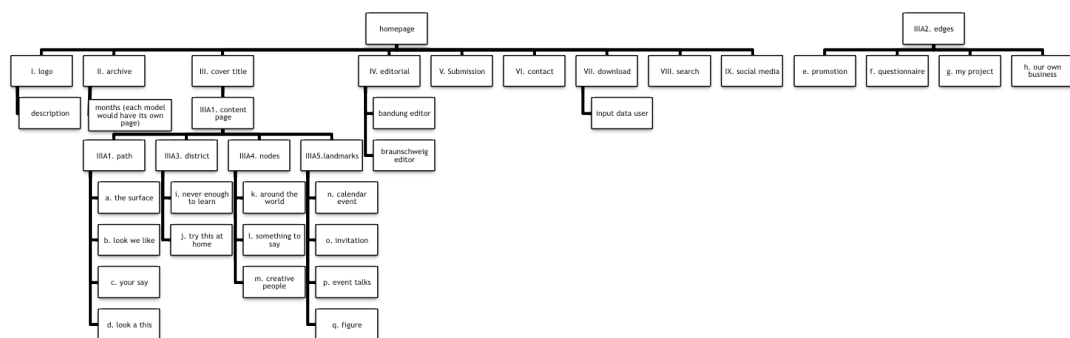 homepage
IIIA2. edges
I. logo
II. archive
III. cover title
IV. editorial
V. Submission
VI. contact
VII. download
VIII. search
IX. social media
e. promotion
f. questionnaire
g. my project
h. our own
business
description
months (each model
would have its own
page)
IIIA1. content
page
bandung editor
input data user
braunschweig
editor
IIIA1. path
IIIA3. district
IIIA4. nodes
IIIA5.landmarks
a. the surface
i. never enough
to learn
k. around the
world
n. calendar
event
b. look we like
j. try this at
home
l. something to
say
o. invitation
c. your say
m. creative
people
p. event talks
d. look a this
q. figure